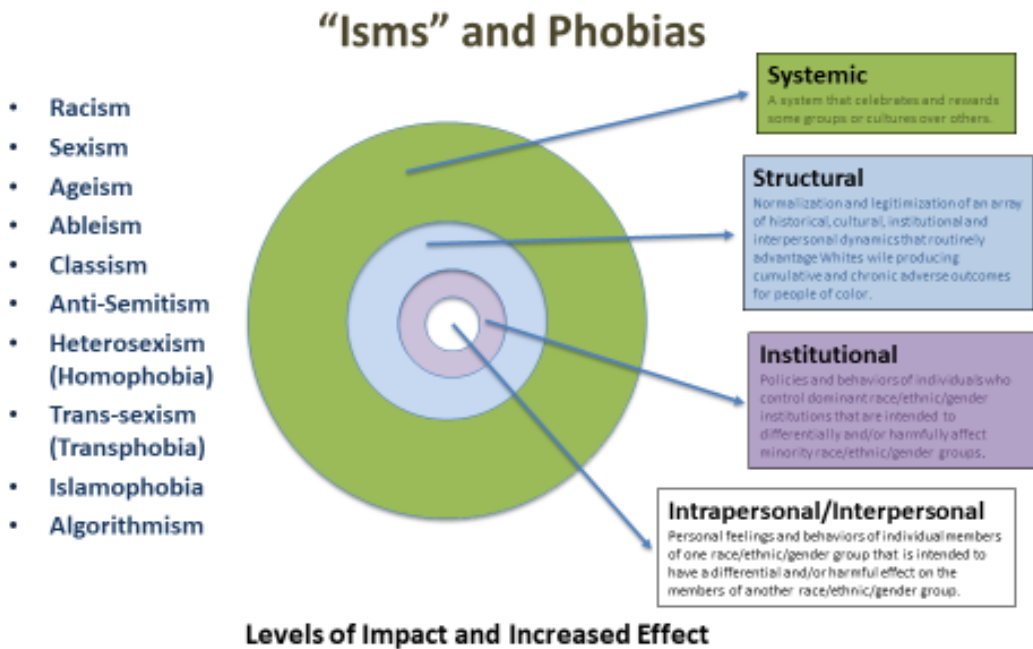 “Isms” and Phobias
• Racism
• Sexism
• Ageism
• Ableism
• Classism
• Anti-Semitism
• Heterosexism
(Homophobia)
• Trans-sexism
(Transphobia)
• Islamophobia
• Algorithmism
Systemic
A system that celebrates and rewards
some groups or cultures over others.
Structural
Normalization and legitimization of an array
of historical, cultural, institutional and
interpersonal dynamics that routinely
advantage Whites wile producing
cumulative and chronic adverse outcomes
for people of color.
Institutional
Policies and behaviors of individuals who
control dominant race/ethnic/gender
institutions that are intended to
differentially and/or harmfully affect
minority race/ethnic/gender groups.
Intrapersonal/Interpersonal
Personal feelings and behaviors of individual members
of one race/ethnic/gender group that is intended to
have a differential and/or harmful effect on the
members of another race/ethnic/gender group.
Levels of Impact and Increased Effect